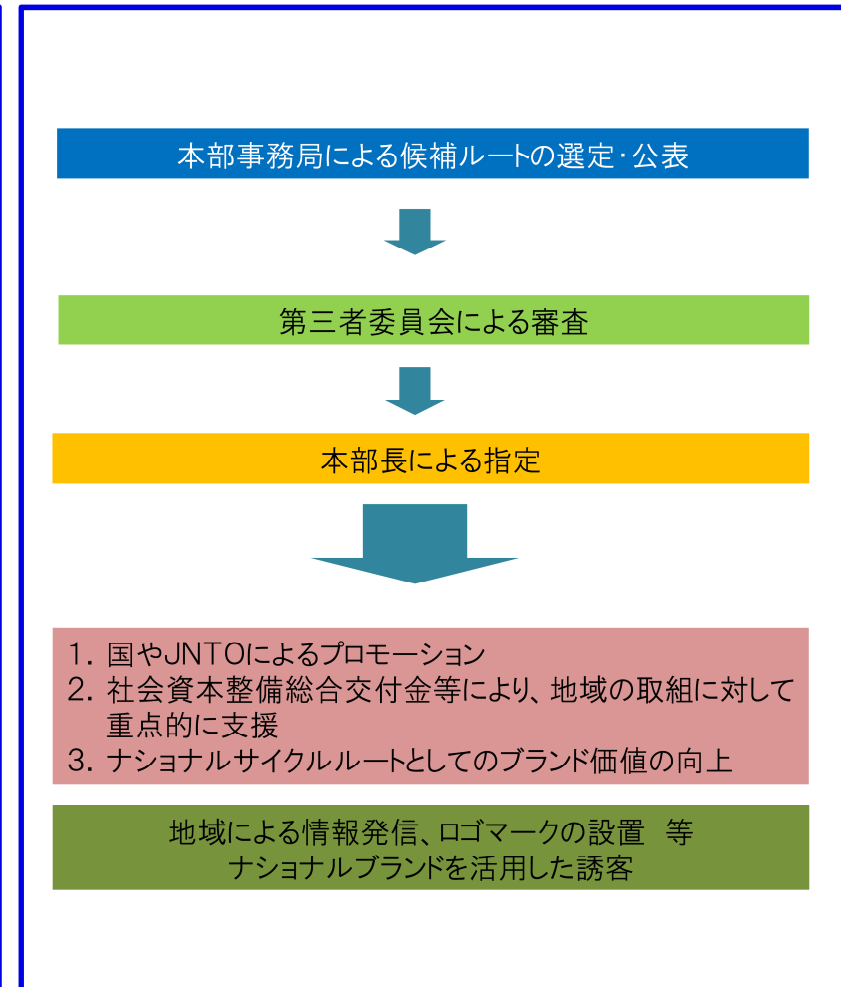 本部事務局による候補ルートの選定・公表
第三者委員会による審査
本部長による指定
1. 国やJNTOによるプロモーション
2. 社会資本整備総合交付金等により、地域の取組に対して
重点的に支援
3. ナショナルサイクルルートとしてのブランド価値の向上
地域による情報発信、ロゴマークの設置　等
ナショナルブランドを活用した誘客